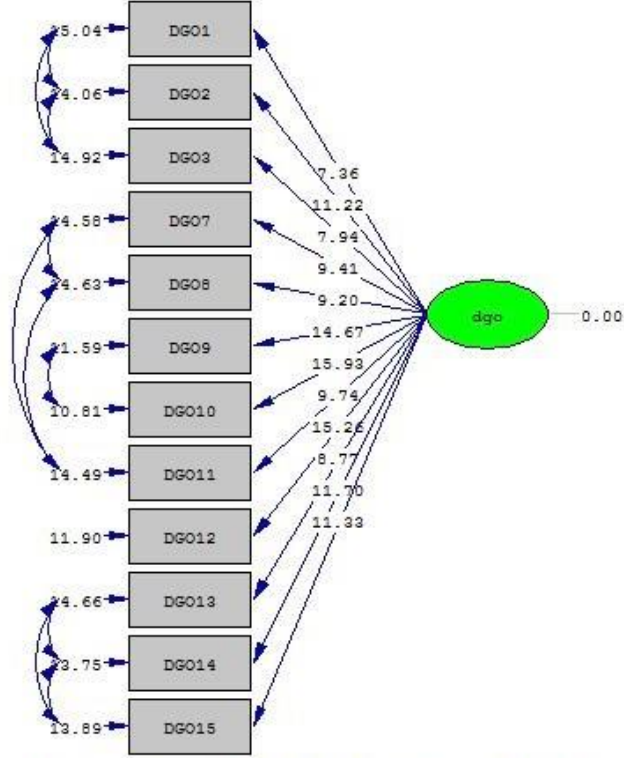 15.04 DGO1
14.06 DGO2
14.92 DGO3
14.58 DGO7
14.63 DGO8
11.59 DGO9
10.81 DGO10
14.49 DGO11
11.90 DGO12
14.66 DGO13
13.75 DGO14
13.89 DGO15
7.36
11.22
7.94
9.41
9.20
14.67
15.93
9.74
15.26
8.77
11.70
11.33
dgo 0.00